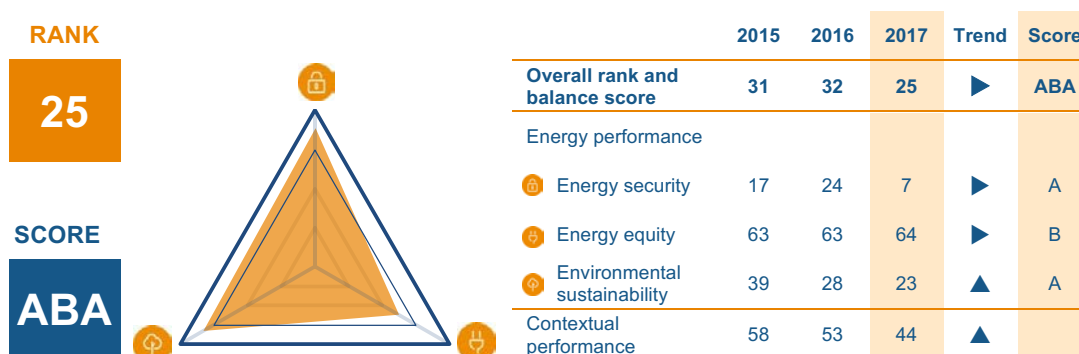 RANK
25
SCORE
ABA
2015 2016 2017 Trend Score
Overall rank and
balance score 31 32 25 ABA
Energy performance
Energy security 17 24 7 A
Energy equity 63 63 64 B
Environmental
sustainability 39 28 23 A
Contextual
performance 58 53 44